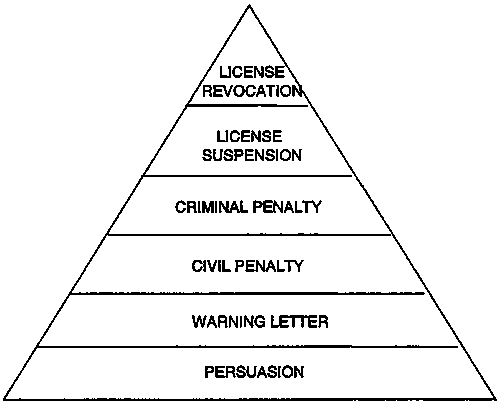 LICENSE
REVOCATION
LICENSE
SUSPENSION
CRIMINAL PENALTY
CIVIL PENALTY
WARNING LETTER
PERSUASION